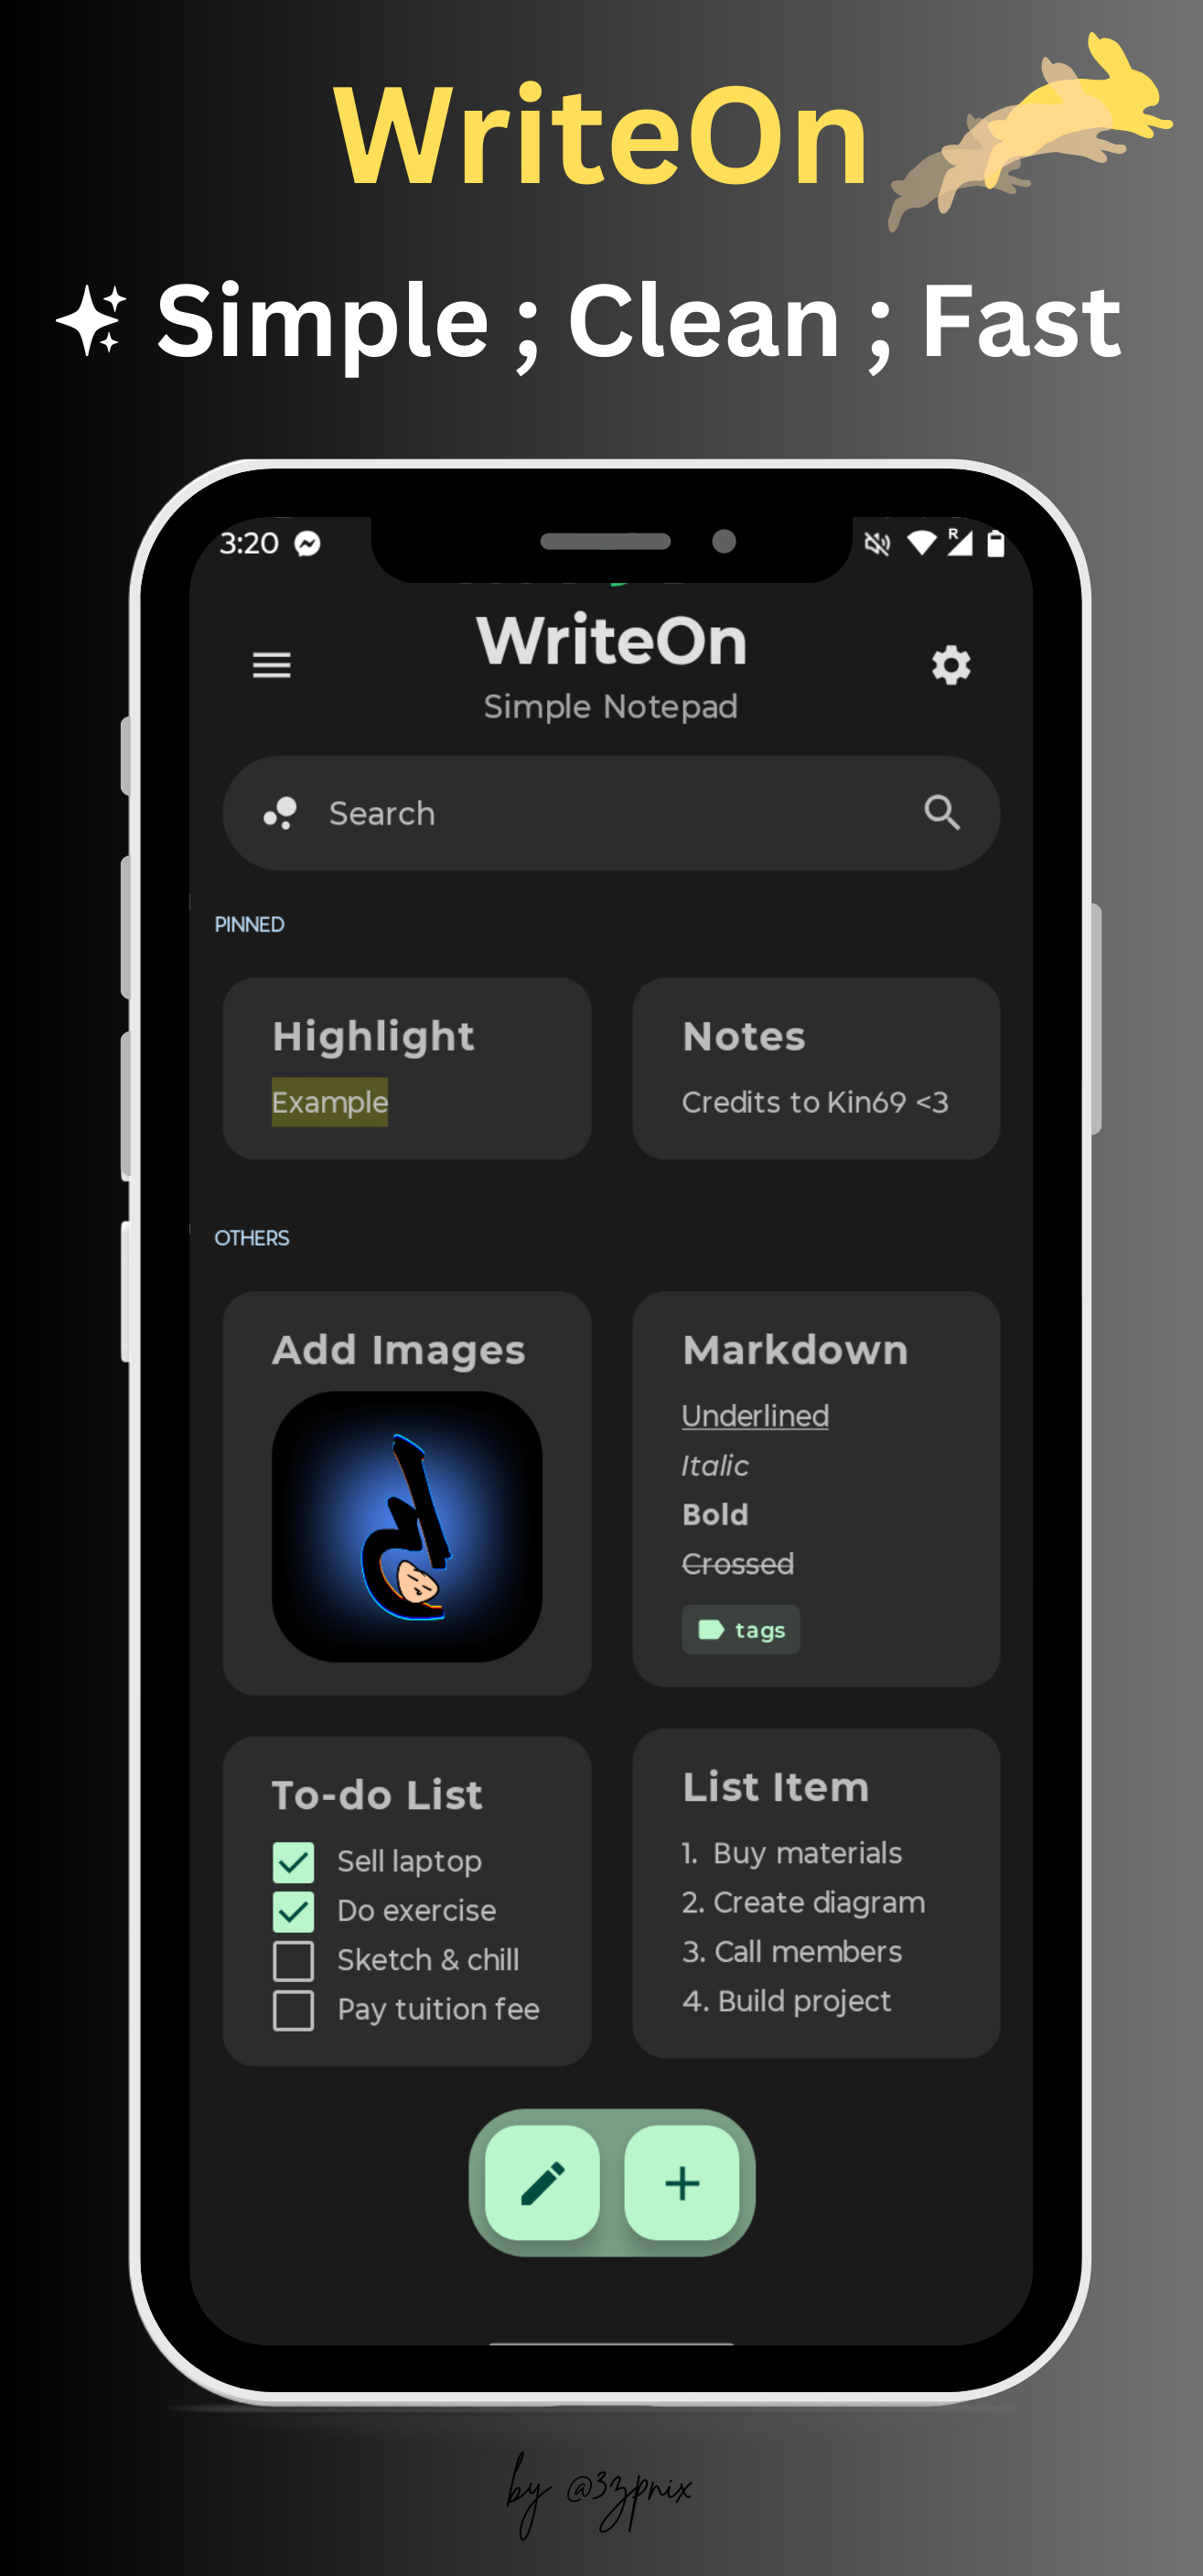 WriteOn
Simple ; Clean ; Fast
3:20
R
WriteOn
Simple Notepad
Search
PINNED
Highlight
Example
Notes
Credits to Kin69 <3
OTHERS
Add Images
Markdown
Underlined
Italic
Bold
Crossed
tags
To-do List
Sell laptop
Do exercise
Sketch & chill
Pay tuition fee
List Item
1. Buy materials
2. Create diagram
3. Call members
4. Build project
by @33pnix